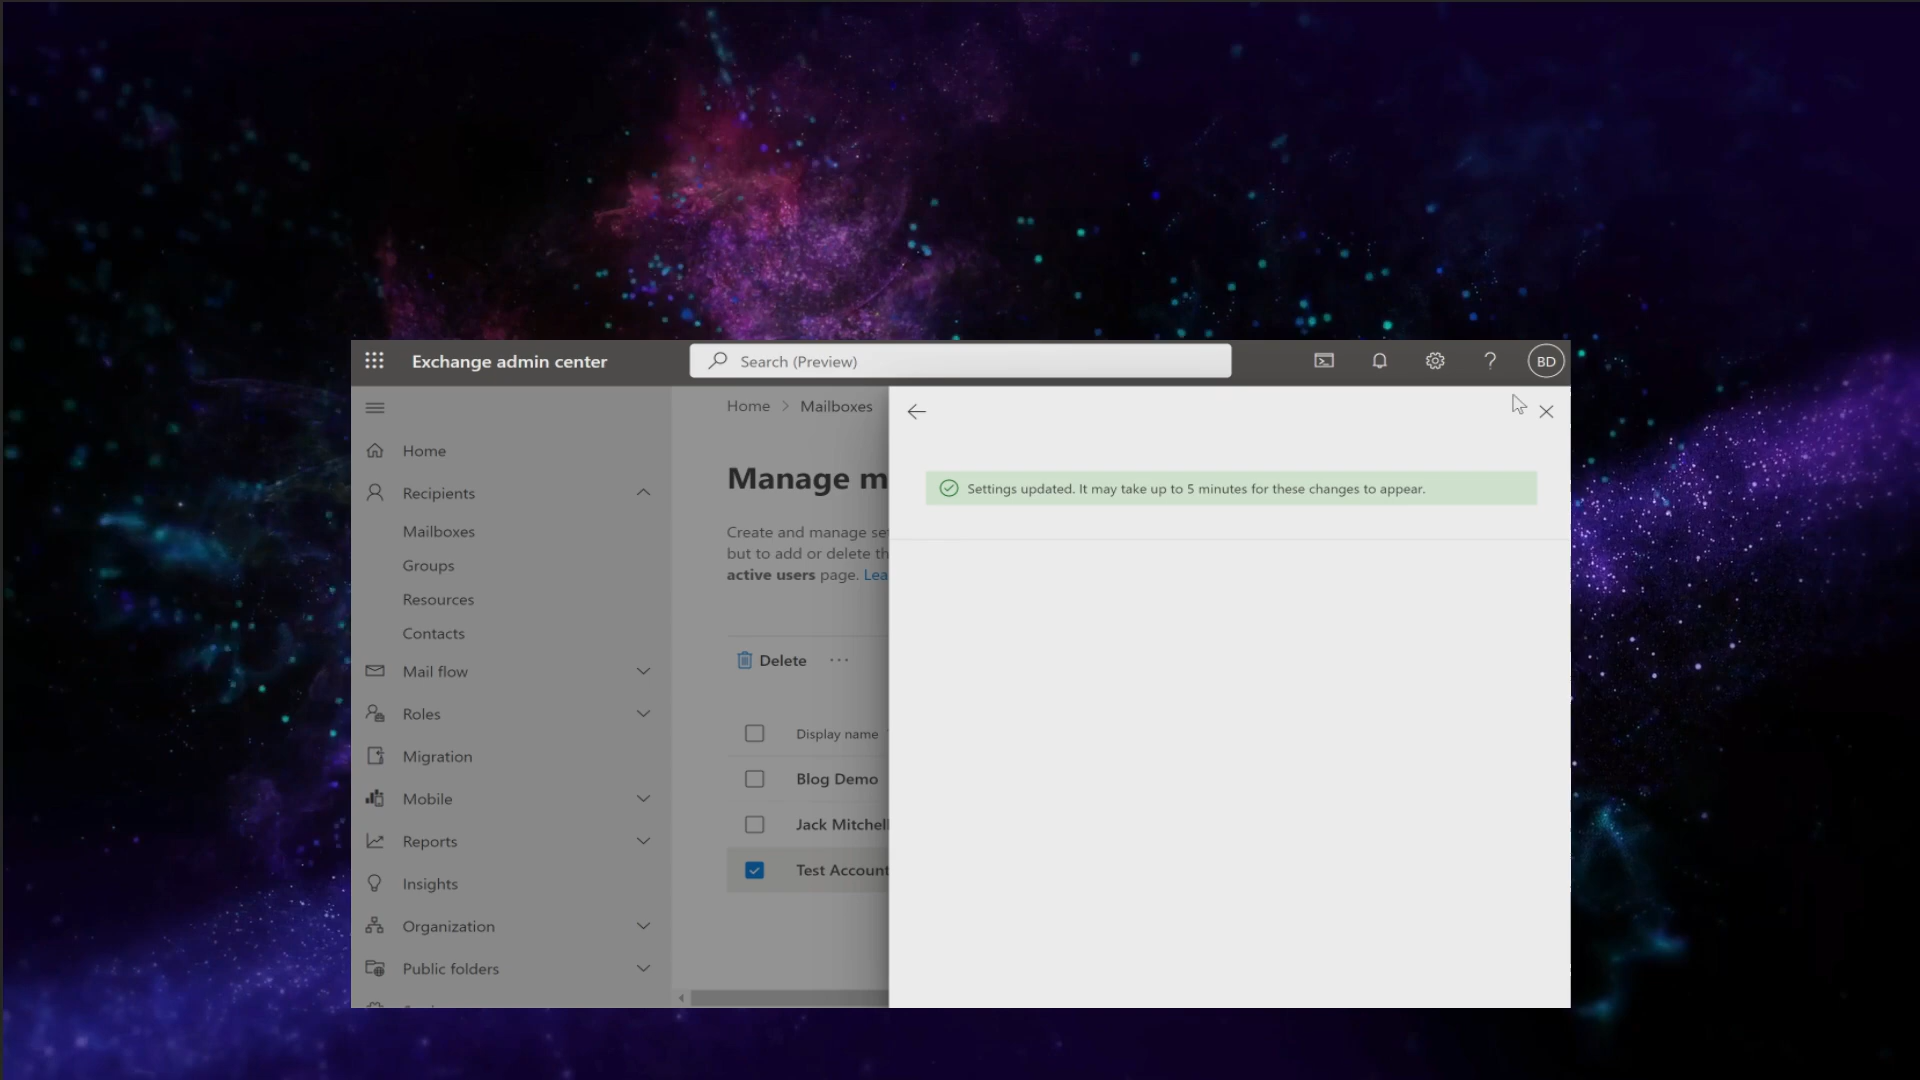 Exchange admin center
Search (Preview)
?
BD
Home > Mailboxes
Home
Recipients
Mailboxes
Groups
Resources
Contacts
Mail flow
Roles
Migration
Mobile
Reports
Insights
Organization
Public folders
Manage m
Create and manage se
but to add or delete th
active users page. Lea
Delete ...
Display name
Blog Demo
Jack Mitchell
Test Account
Settings updated. It may take up to 5 minutes for these changes to appear.